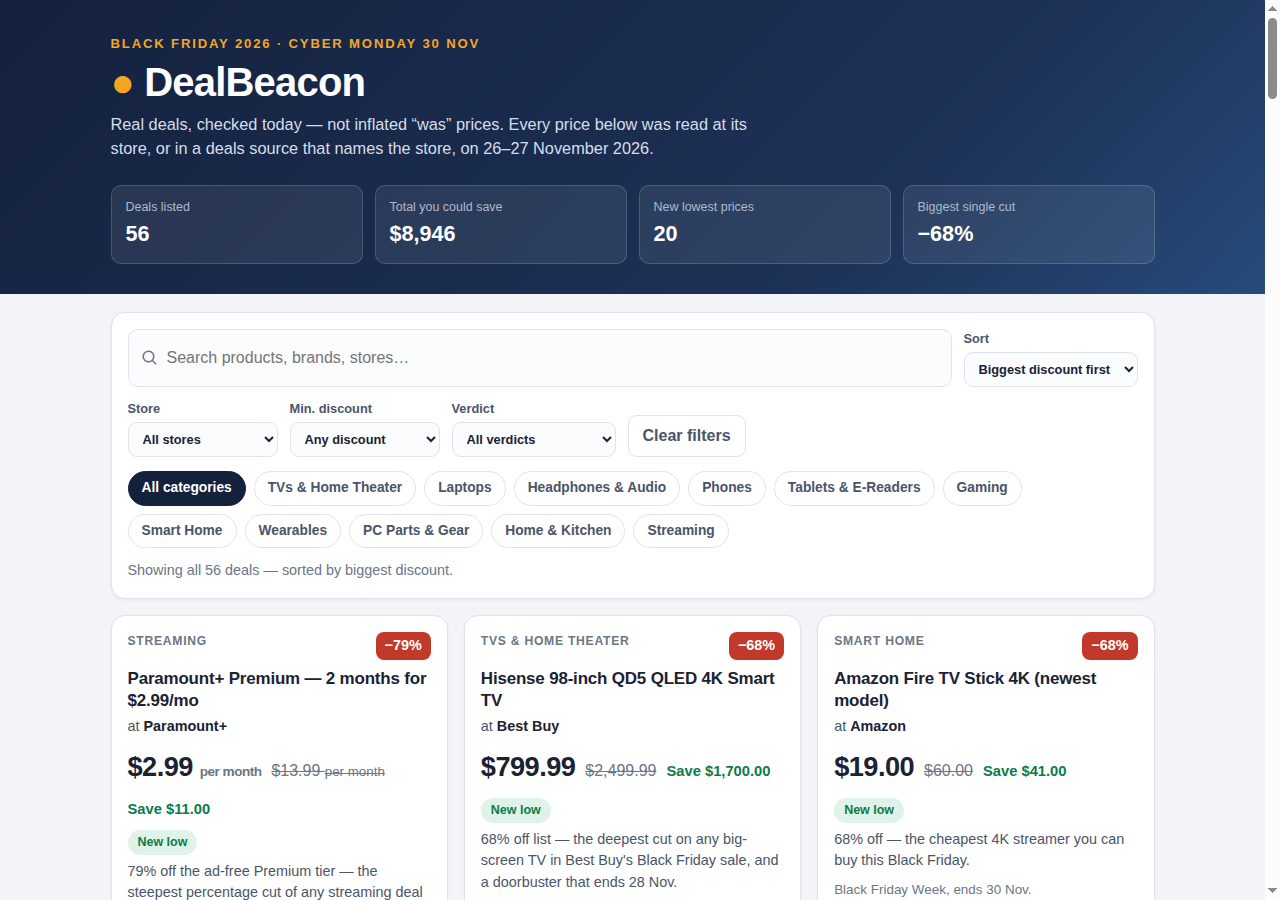 BLACK FRIDAY 2026 · CYBER MONDAY 30 NOV
DealBeacon
Real deals, checked today — not inflated “was” prices. Every price below was read at its
store, or in a deals source that names the store, on 26–27 November 2026.
Deals listed
56
Total you could save
$8,946
New lowest prices
20
Biggest single cut
−68%
Search products, brands, stores…
Sort
Biggest discount first
Store
All stores
Min. discount
Any discount
Verdict
All verdicts
Clear filters
All categories
TVs & Home Theater
Laptops
Headphones & Audio
Phones
Tablets & E-Readers
Gaming
Smart Home
Wearables
PC Parts & Gear
Home & Kitchen
Streaming
Showing all 56 deals — sorted by biggest discount.
STREAMING
−79%
Paramount+ Premium — 2 months for
$2.99/mo
at Paramount+
$2.99 per month $13.99 per month
Save $11.00
New low
79% off the ad-free Premium tier — the
steepest percentage cut of any streaming deal
TVS & HOME THEATER
−68%
Hisense 98-inch QD5 QLED 4K Smart
TV
at Best Buy
$799.99 $2,499.99 Save $1,700.00
New low
68% off list — the deepest cut on any big-
screen TV in Best Buy's Black Friday sale, and
a doorbuster that ends 28 Nov.
SMART HOME
−68%
Amazon Fire TV Stick 4K (newest
model)
at Amazon
$19.00 $60.00 Save $41.00
New low
68% off — the cheapest 4K streamer you can
buy this Black Friday.
Black Friday Week, ends 30 Nov.